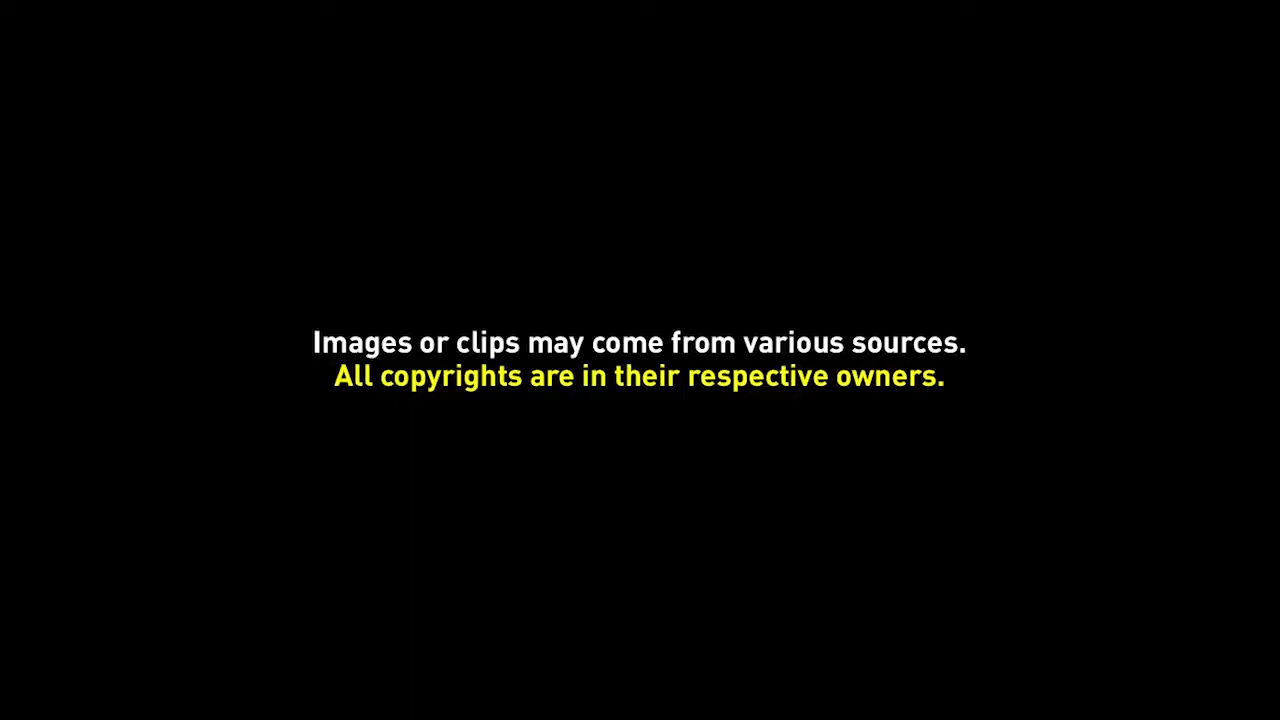 Images or clips may come from various sources.
All copyrights are in their respective owners.